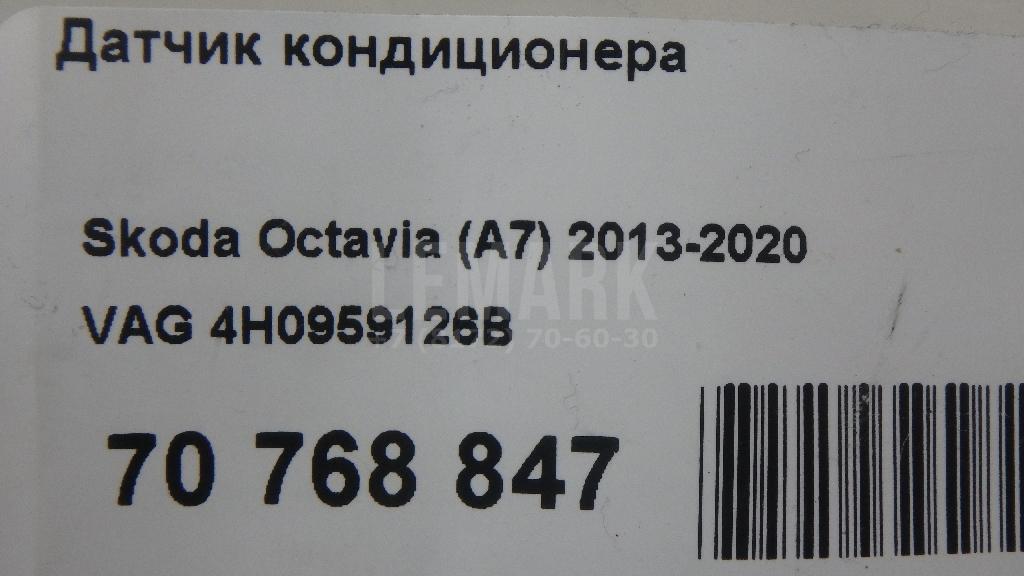 Датчик кондиционера
Skoda Octavia (A7) 2013-2020
VAG 4H0959126B
70 768 847
LEMARK
70-60-30